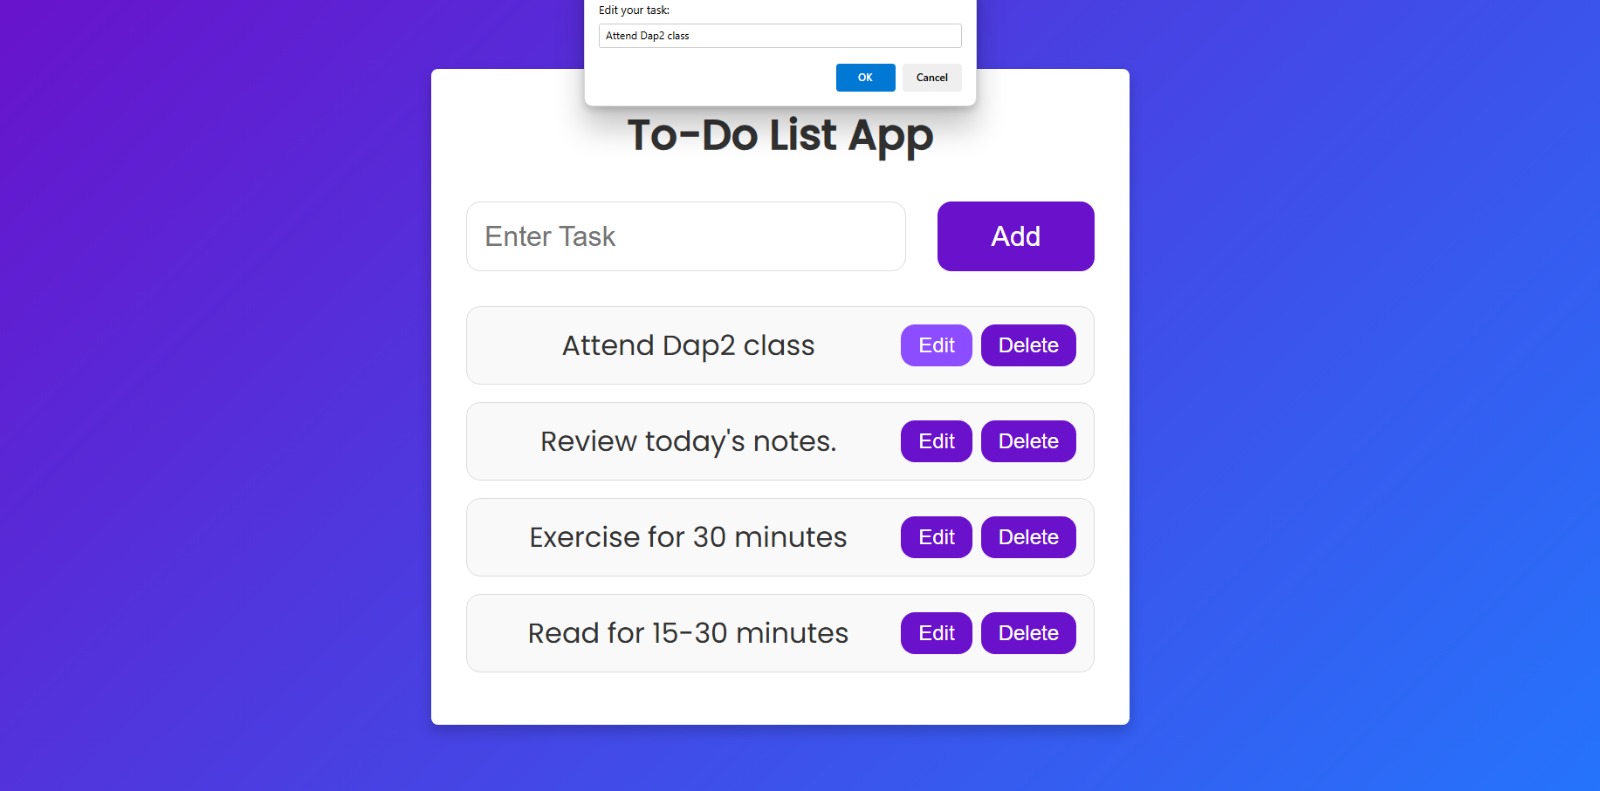 Edit your task:
Attend Dap2 class
OK Cancel
To-Do List App
Enter Task Add
Attend Dap2 class Edit Delete
Review today's notes. Edit Delete
Exercise for 30 minutes Edit Delete
Read for 15-30 minutes Edit Delete